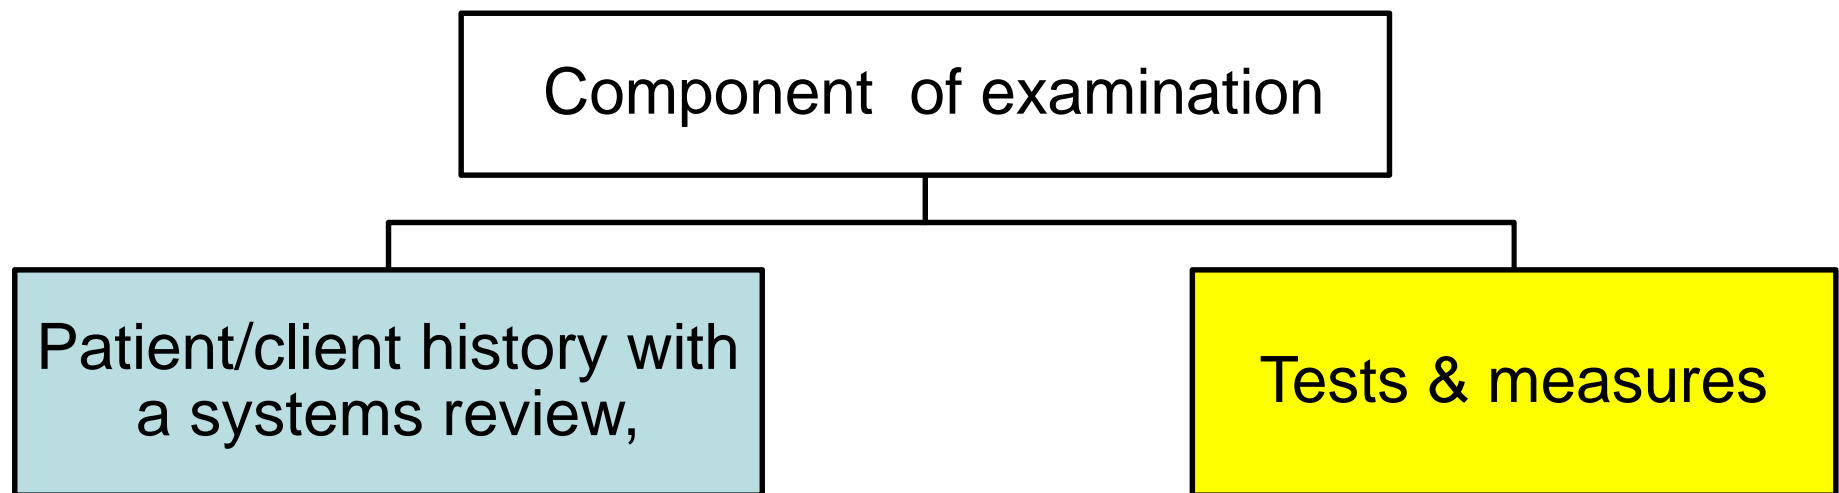 Component  of examination
Patient/client history with
a systems review,
Tests & measures